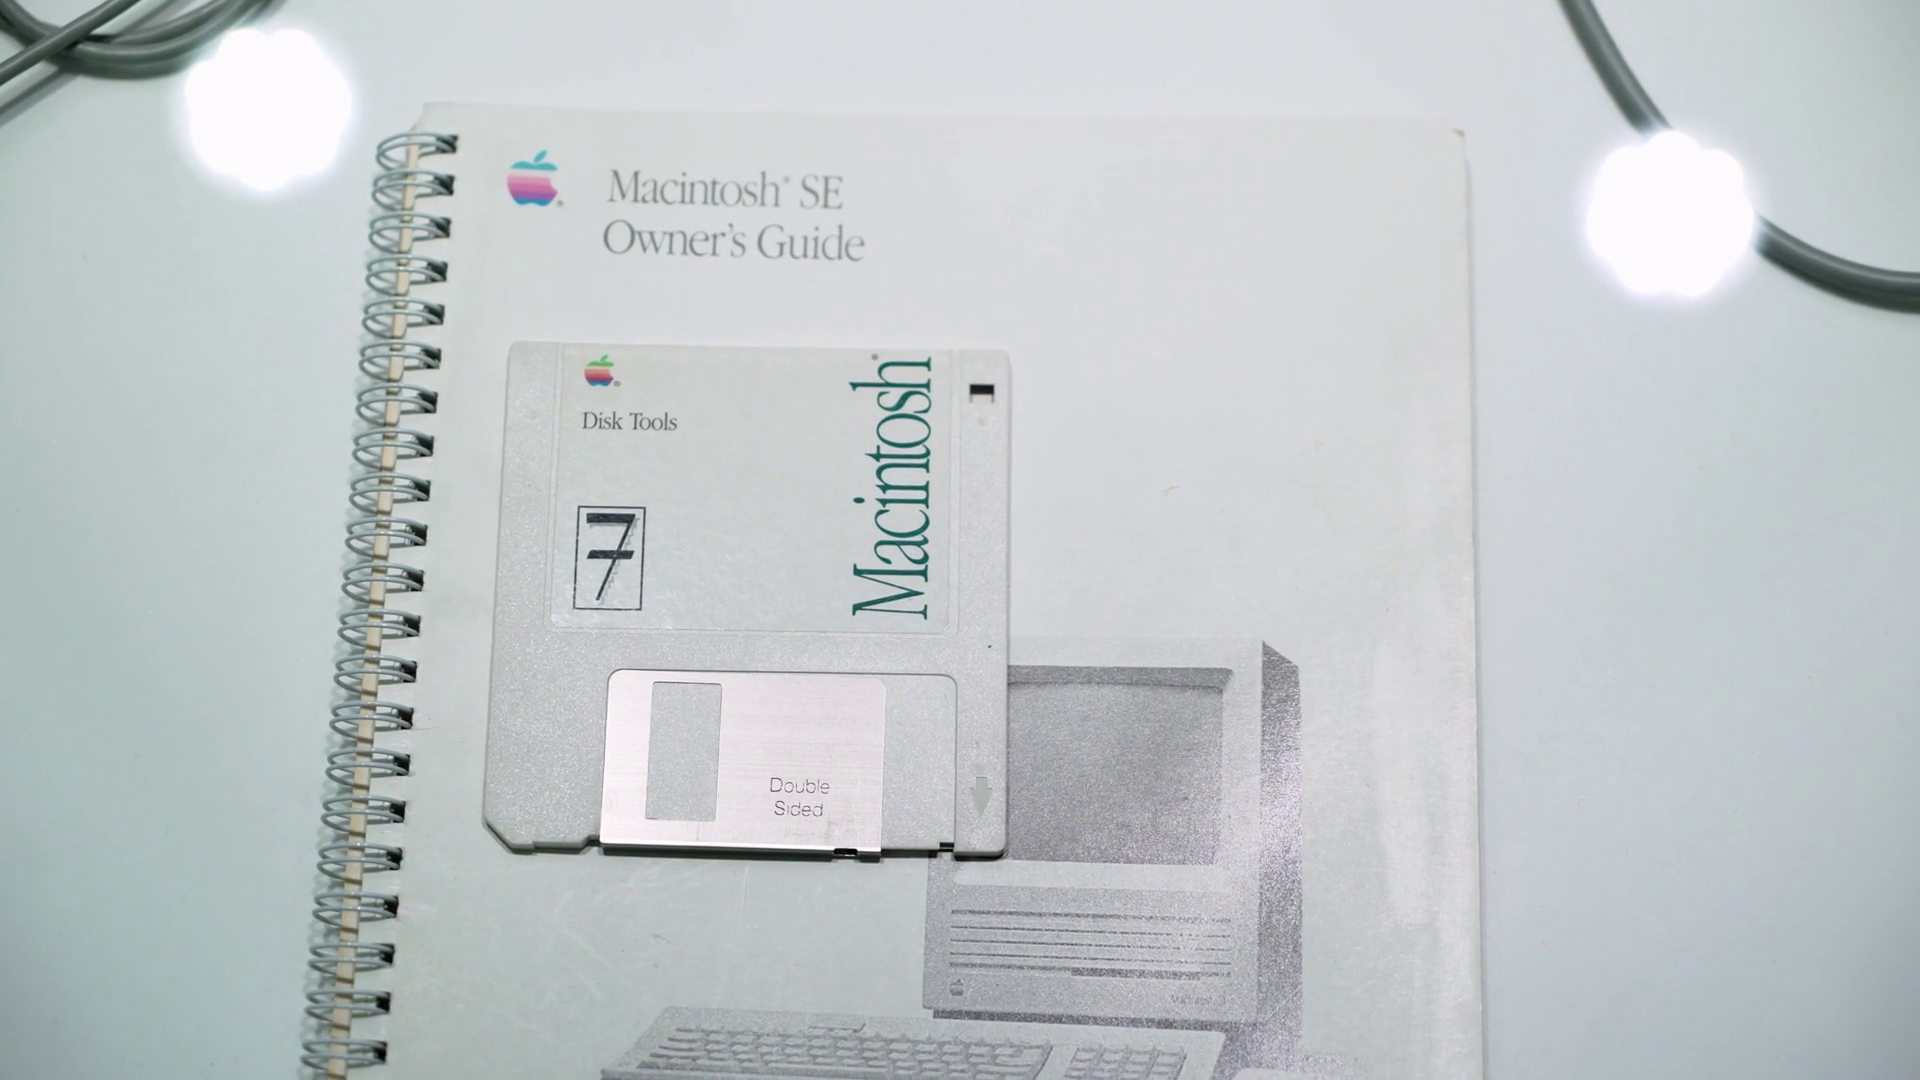 Macintosh® SE
Owner's Guide
Disk Tools
7
Macintosh®
Double
Sided